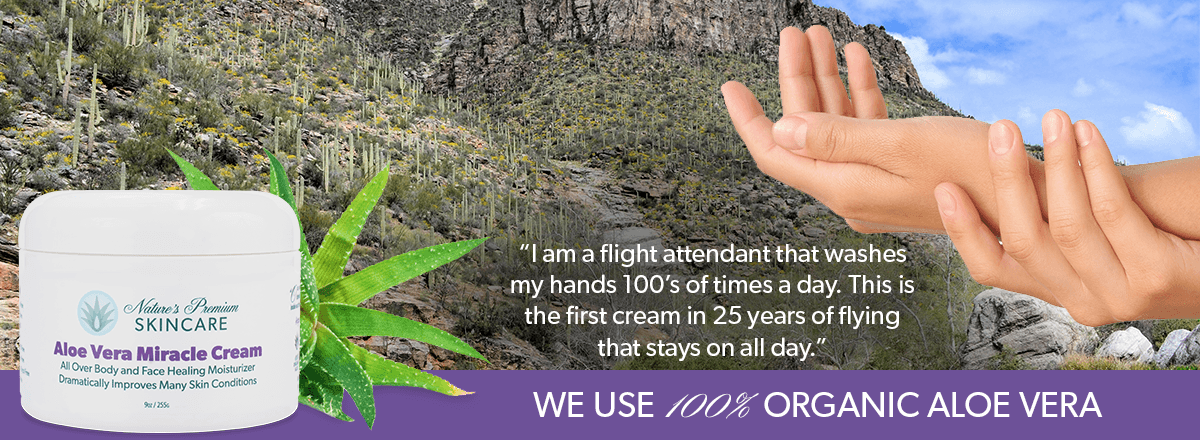 Nature's Premium
SKINCARE
Aloe Vera Miracle Cream
All Over Body and Face Healing Moisturizer
Dramatically Improves Many Skin Conditions
9oz / 255g
“I am a flight attendant that washes
my hands 100’s of times a day. This is
the first cream in 25 years of flying
that stays on all day.”
WE USE 100% ORGANIC ALOE VERA